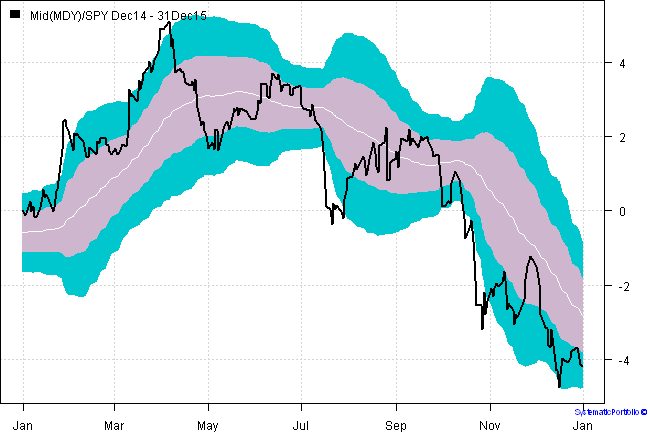 Mid(MDY)/SPY Dec14 - 31Dec15
4
2
0
-2
-4
Jan Mar May Jul Sep Nov Jan
SystematicPortfolio ©